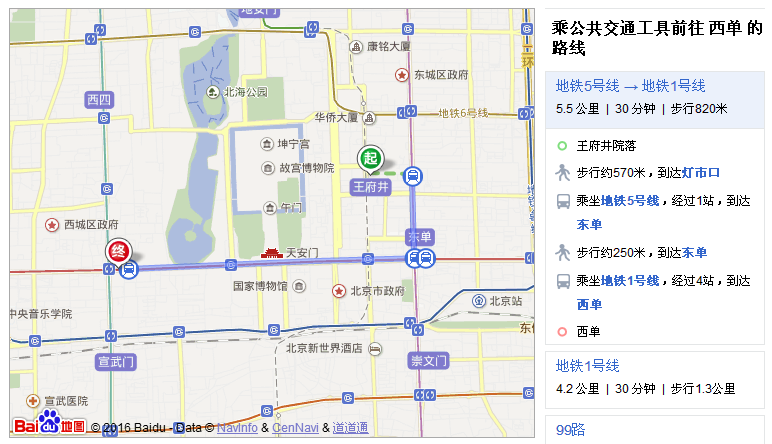 地安门
康铭大厦
东城区政府
二环
西四
北海公园
地铁6号线
华侨大厦
坤宁宫
故宫博物院
起
王府井
午门
西城区政府
东单
终
天安门
国家博物馆
北京市政府
北京站
中央音乐学院
北京新世界酒店
宣武门
崇文门
宣武医院
Bai du 地图
© 2016 Baidu - Data © NavInfo & CenNavi & 道道通
乘公共交通工具前往 西单 的
路线
地铁5号线 → 地铁1号线
5.5 公里 | 30 分钟 | 步行820米
王府井院落
步行约570米，到达灯市口
乘坐地铁5号线，经过1站，到达
东单
步行约250米，到达东单
乘坐地铁1号线，经过4站，到达
西单
西单
地铁1号线
4.2 公里 | 30 分钟 | 步行1.3公里
99路